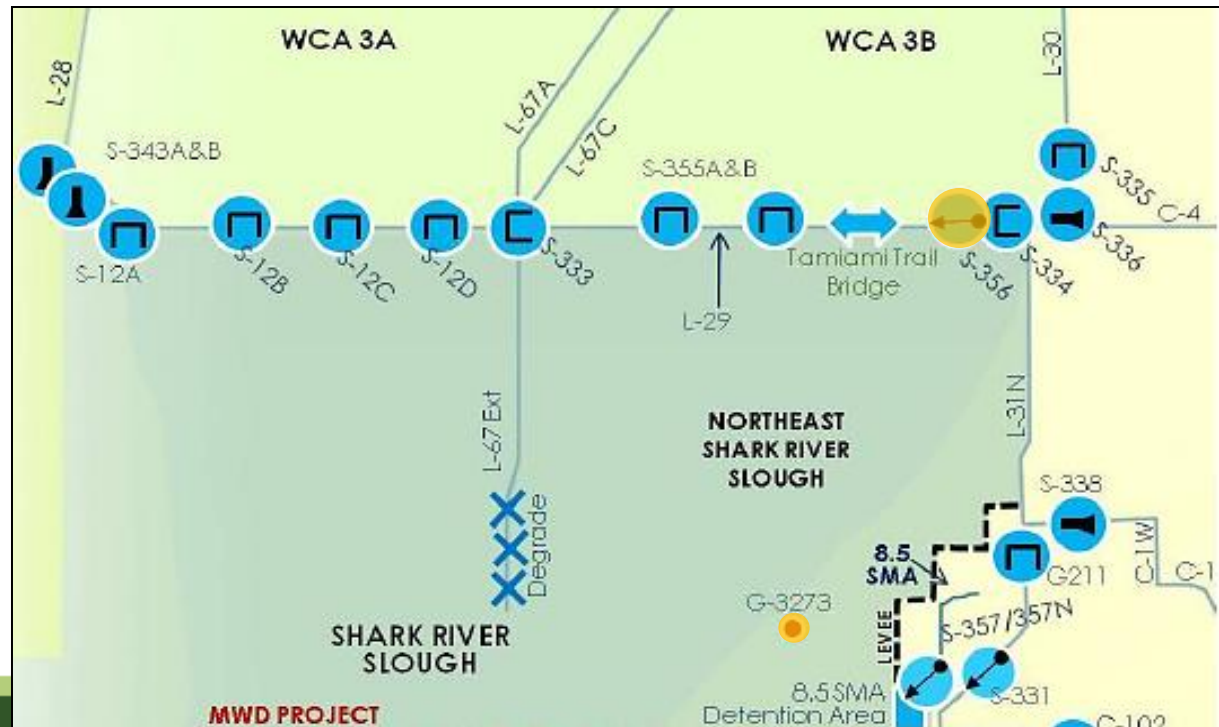 WCA 3A
WCA 3B
L-28
L-67A
L-67C
L-30
S-343A&B
S-355A&B
S-335
C-4
S-336
S-12A
S-12B
S-12C
S-12D
S-333
Tamiami Trail
Bridge
S-356
S-334
L-29
L-67 Ext
L-31N
NORTHEAST
SHARK RIVER
SLOUGH
Degrade
S-338
8.5
SMA
G211
C-1W
C-1
G-3273
LEVEE
S-357/357N
SHARK RIVER
SLOUGH
8.5 SMA
Detention Area
S-331
MWD PROJECT
C-102